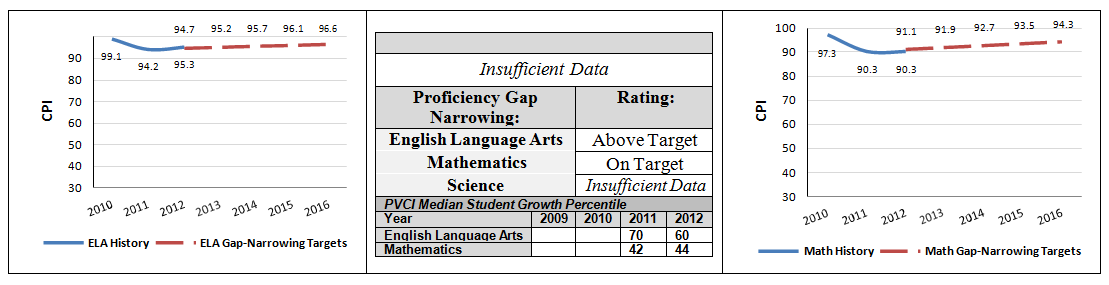 94.7 95.2 95.7 96.1 96.6
99.1 94.2 95.3
90
80
70
60
50
40
30
CPI
2010 2011 2012 2013 2014 2015 2016
ELA History ELA Gap-Narrowing Targets
Insufficient Data
Proficiency Gap Narrowing: Rating:
English Language Arts Above Target
Mathematics On Target
Science Insufficient Data
PVCI Median Student Growth Percentile
Year 2009 2010 2011 2012
English Language Arts 70 60
Mathematics 42 44
91.1 91.9 92.7 93.5 94.3
97.3 90.3 90.3
100
90
80
70
60
50
40
30
CPI
2010 2011 2012 2013 2014 2015 2016
Math History Math Gap-Narrowing Targets